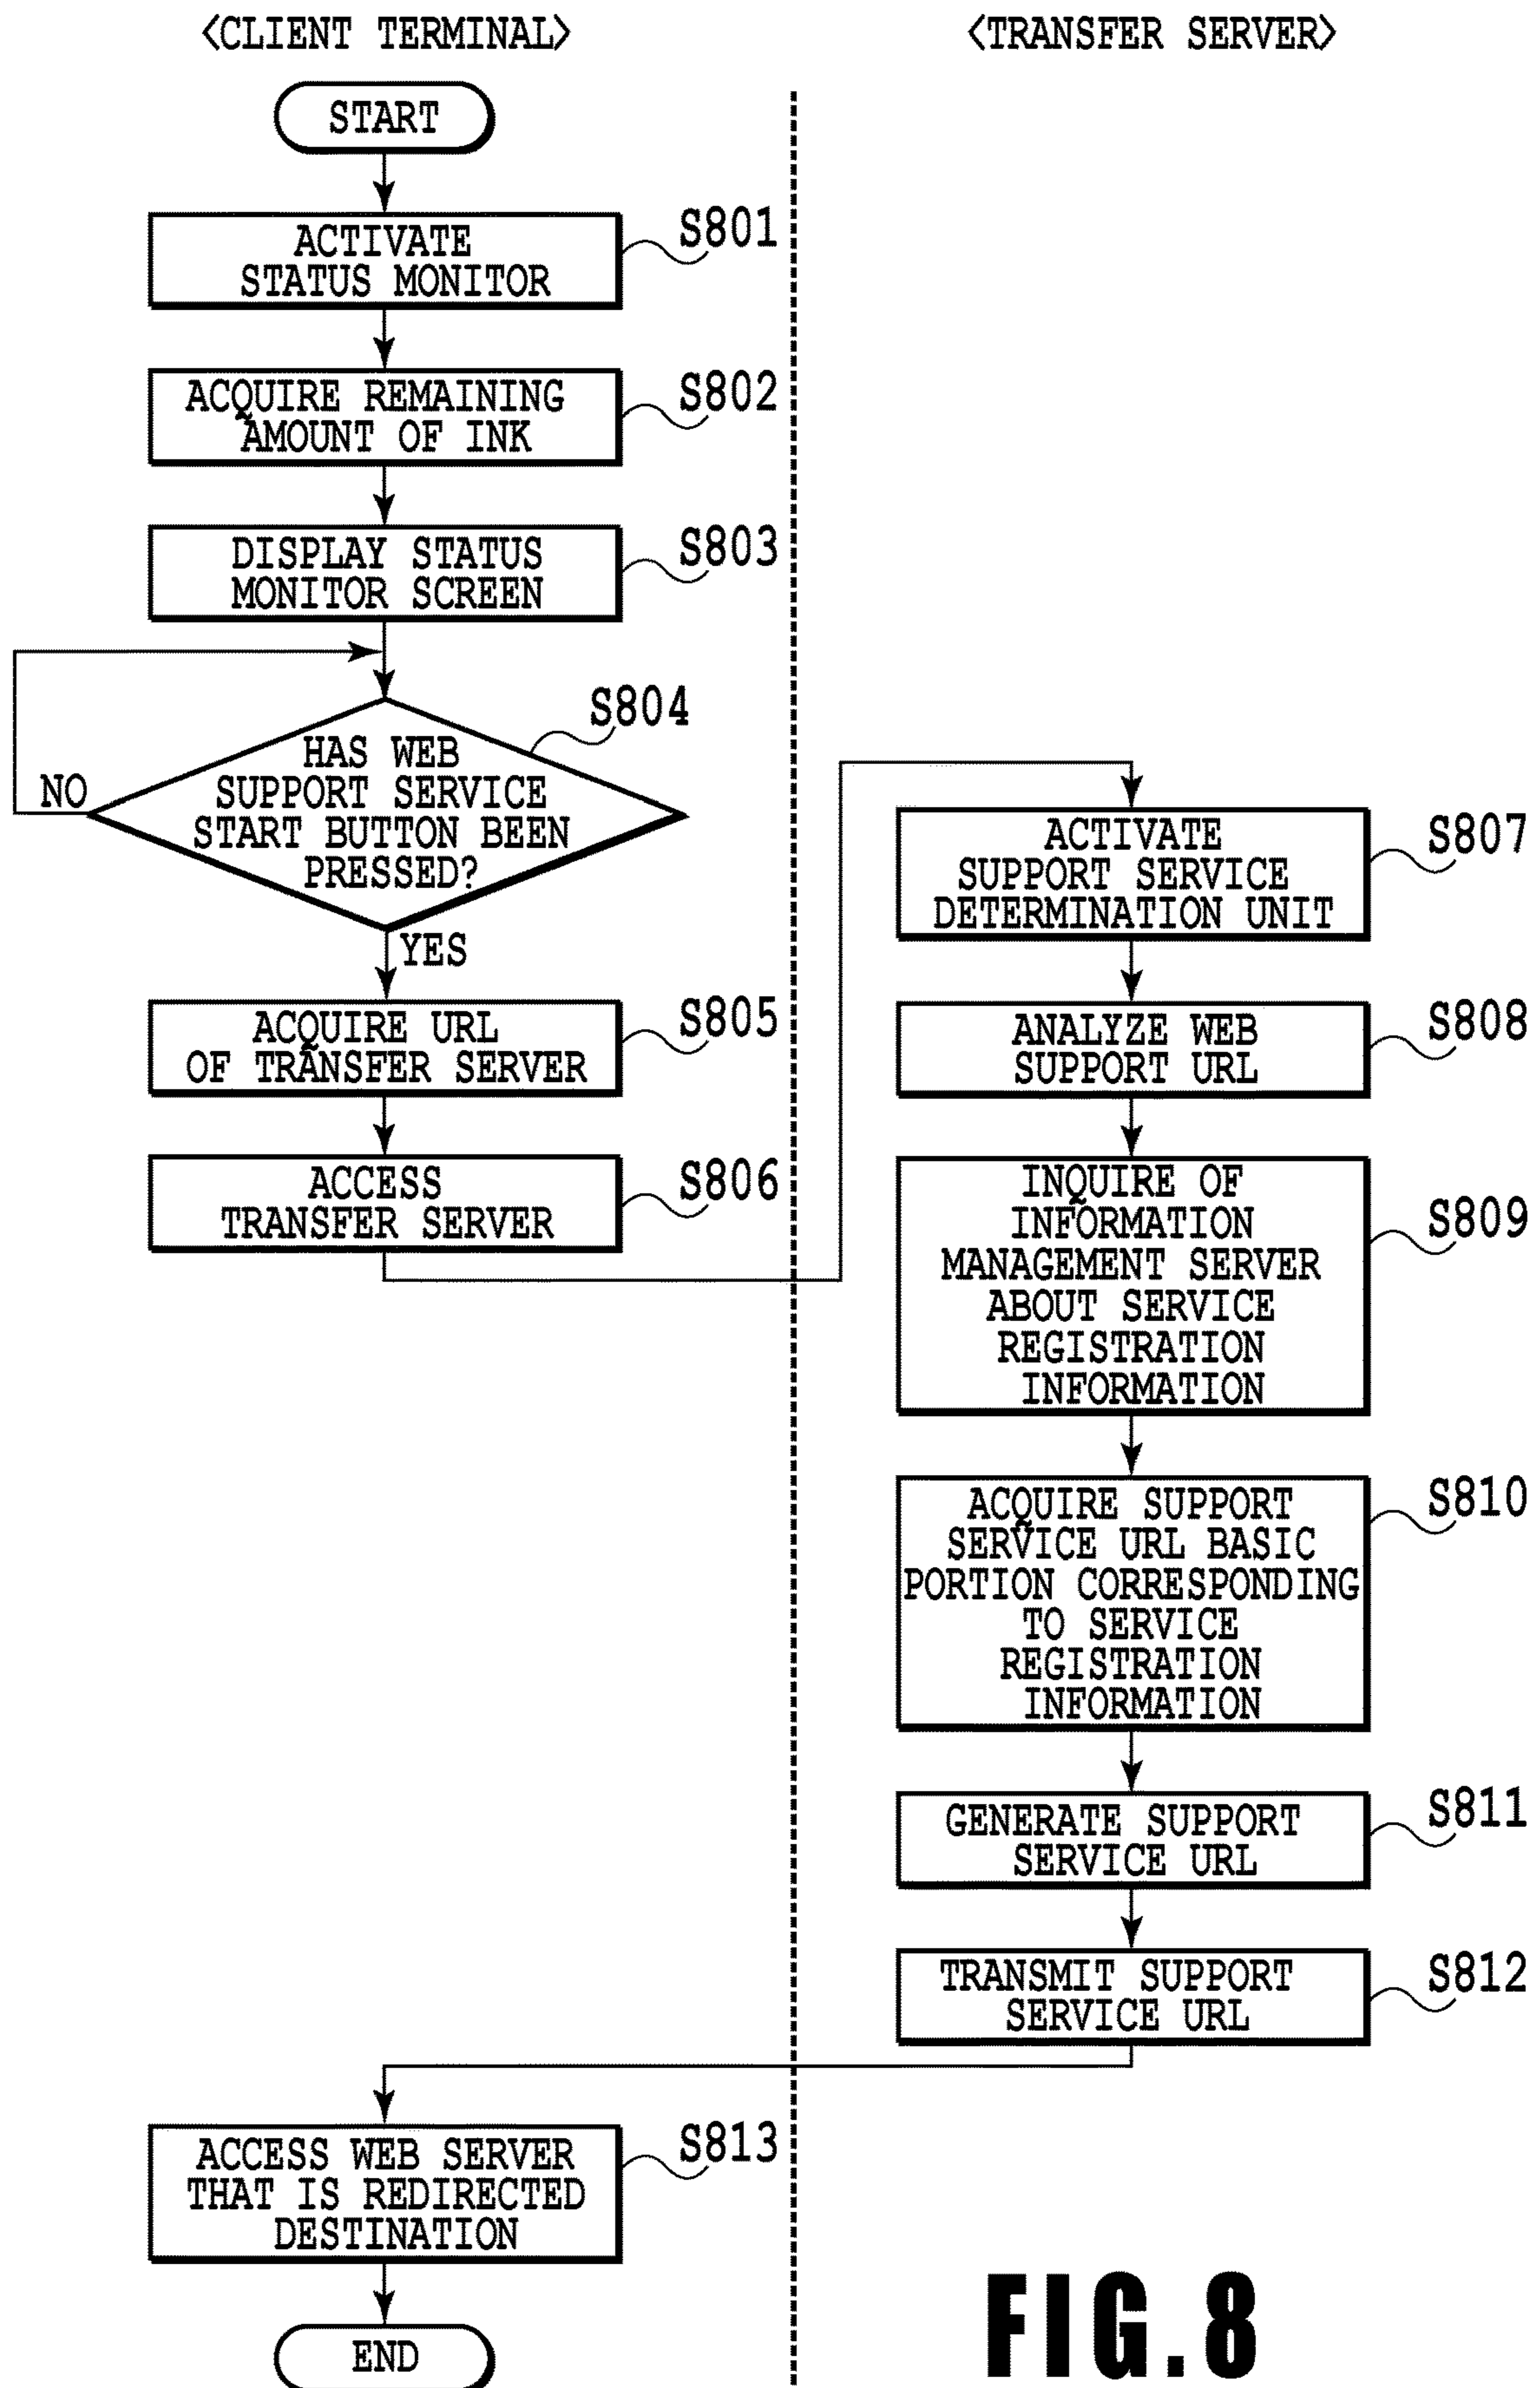 <CLIENT TERMINAL>
START
ACTIVATE
STATUS MONITOR
S801
ACQUIRE REMAINING
AMOUNT OF INK
S802
DISPLAY STATUS
MONITOR SCREEN
S803
HAS WEB
SUPPORT SERVICE
START BUTTON BEEN
PRESSED?
S804
NO
YES
ACQUIRE URL
OF TRANSFER SERVER
S805
ACCESS
TRANSFER SERVER
S806
<TRANSFER SERVER>
ACTIVATE
SUPPORT SERVICE
DETERMINATION UNIT
S807
ANALYZE WEB
SUPPORT URL
S808
INQUIRE OF
INFORMATION
MANAGEMENT SERVER
ABOUT SERVICE
REGISTRATION
INFORMATION
S809
ACQUIRE SUPPORT
SERVICE URL BASIC
PORTION CORRESPONDING
TO SERVICE
REGISTRATION
INFORMATION
S810
GENERATE SUPPORT
SERVICE URL
S811
TRANSMIT SUPPORT
SERVICE URL
S812
ACCESS WEB SERVER
THAT IS REDIRECTED
DESTINATION
S813
END
FIG.8